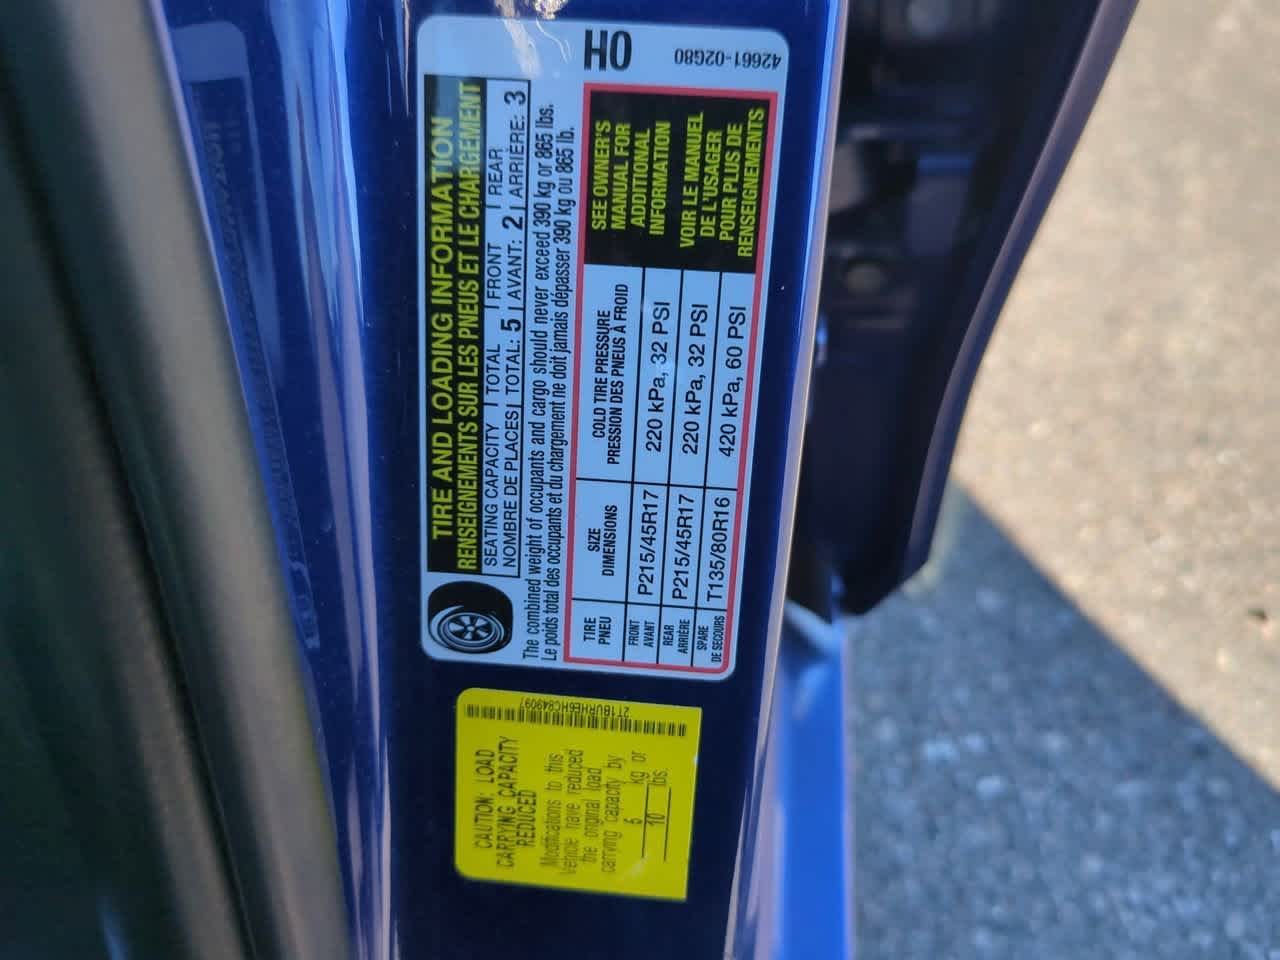 42661-02G80
0H
TIRE AND LOADING INFORMATION
RENSEIGNEMENTS SUR LES PNEUS ET LE CHARGEMENT
SEATING CAPACITY | TOTAL | FRONT | REAR
NOMBRE DE PLACES | TOTAL: 5 | AVANT: 2 | ARRIÈRE: 3
The combined weight of occupants and cargo should never exceed 390 kg or 865 lbs.
Le poids total des occupants et du chargement ne doit jamais dépasser 390 kg ou 865 lb.
TIRE
PNEU
SIZE
DIMENSIONS
COLD TIRE PRESSURE
PRESSION DES PNEUS À FROID
FRONT
AVANT
P215/45R17
220 kPa, 32 PSI
REAR
ARRIÈRE
P215/45R17
220 kPa, 32 PSI
SPARE
DE SECOURS
T135/80R16
420 kPa, 60 PSI
SEE OWNER'S
MANUAL FOR
ADDITIONAL
INFORMATION
VOIR LE MANUEL
DE L'USAGER
POUR PLUS DE
RENSEIGNEMENTS
CAUTION: LOAD
CARRYING CAPACITY
REDUCED
Modifications to this
Vehicle have reduced
the original load
carrying capacity by
5 kg or
10 lbs